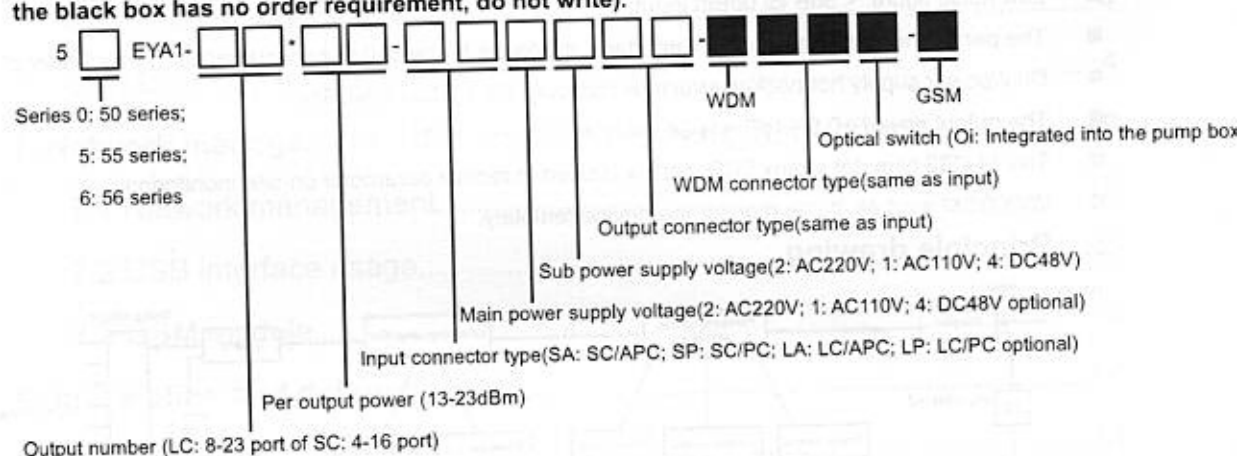 the black box has no order requirement, do not write).
5 EYA1- - - - -
WDM
GSM
Series 0: 50 series;
5: 55 series;
6: 56 series
Optical switch (Oi: Integrated into the pump box
WDM connector type(same as input)
Output connector type(same as input)
Sub power supply voltage(2: AC220V; 1: AC110V; 4: DC48V)
Main power supply voltage(2: AC220V; 1: AC110V; 4: DC48V optional)
Input connector type(SA: SC/APC; SP: SC/PC; LA: LC/APC; LP: LC/PC optional)
Per output power (13-23dBm)
Output number (LC: 8-23 port of SC: 4-16 port)